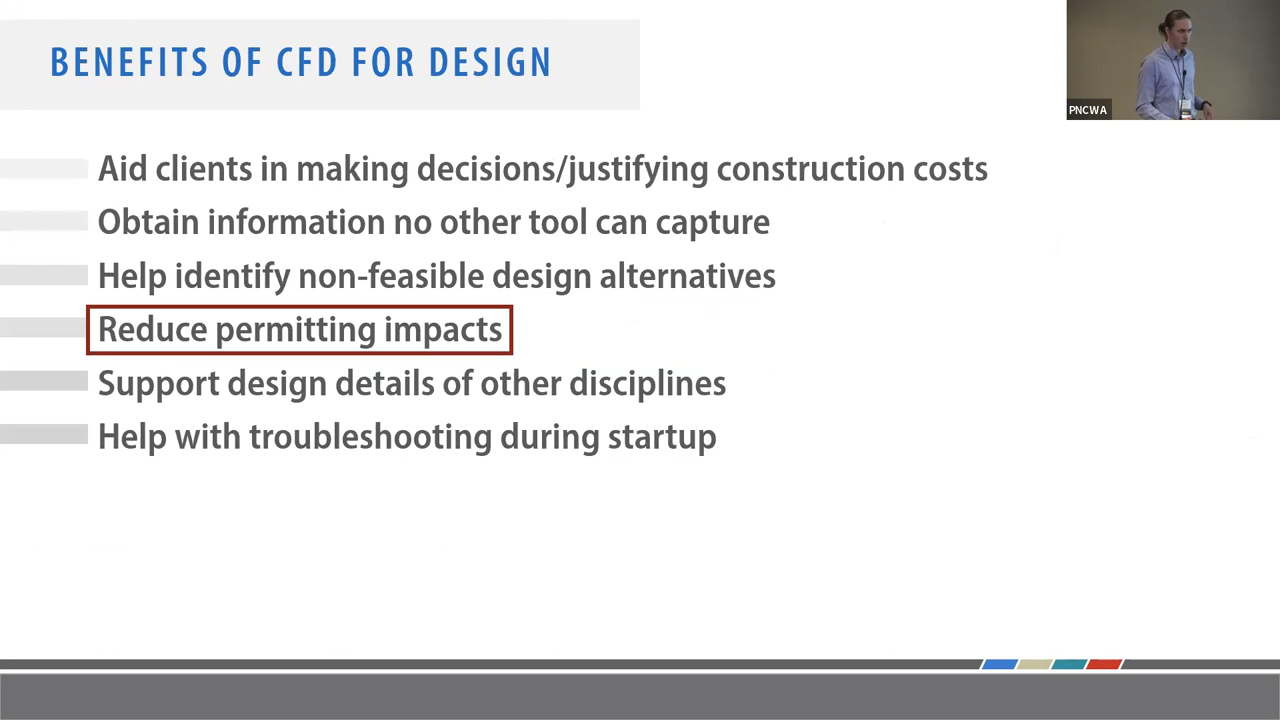 BENEFITS OF CFD FOR DESIGN
PNCWA
Aid clients in making decisions/justifying construction costs
Obtain information no other tool can capture
Help identify non-feasible design alternatives
Reduce permitting impacts
Support design details of other disciplines
Help with troubleshooting during startup